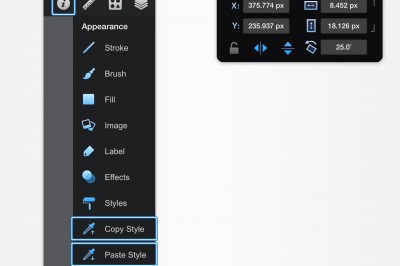 Appearance
Stroke
Brush
Fill
Image
Label
Effects
Styles
Copy Style
Paste Style
X: 375.774 px 8.452 px
Y: 235.937 px 18.126 px
25.0°